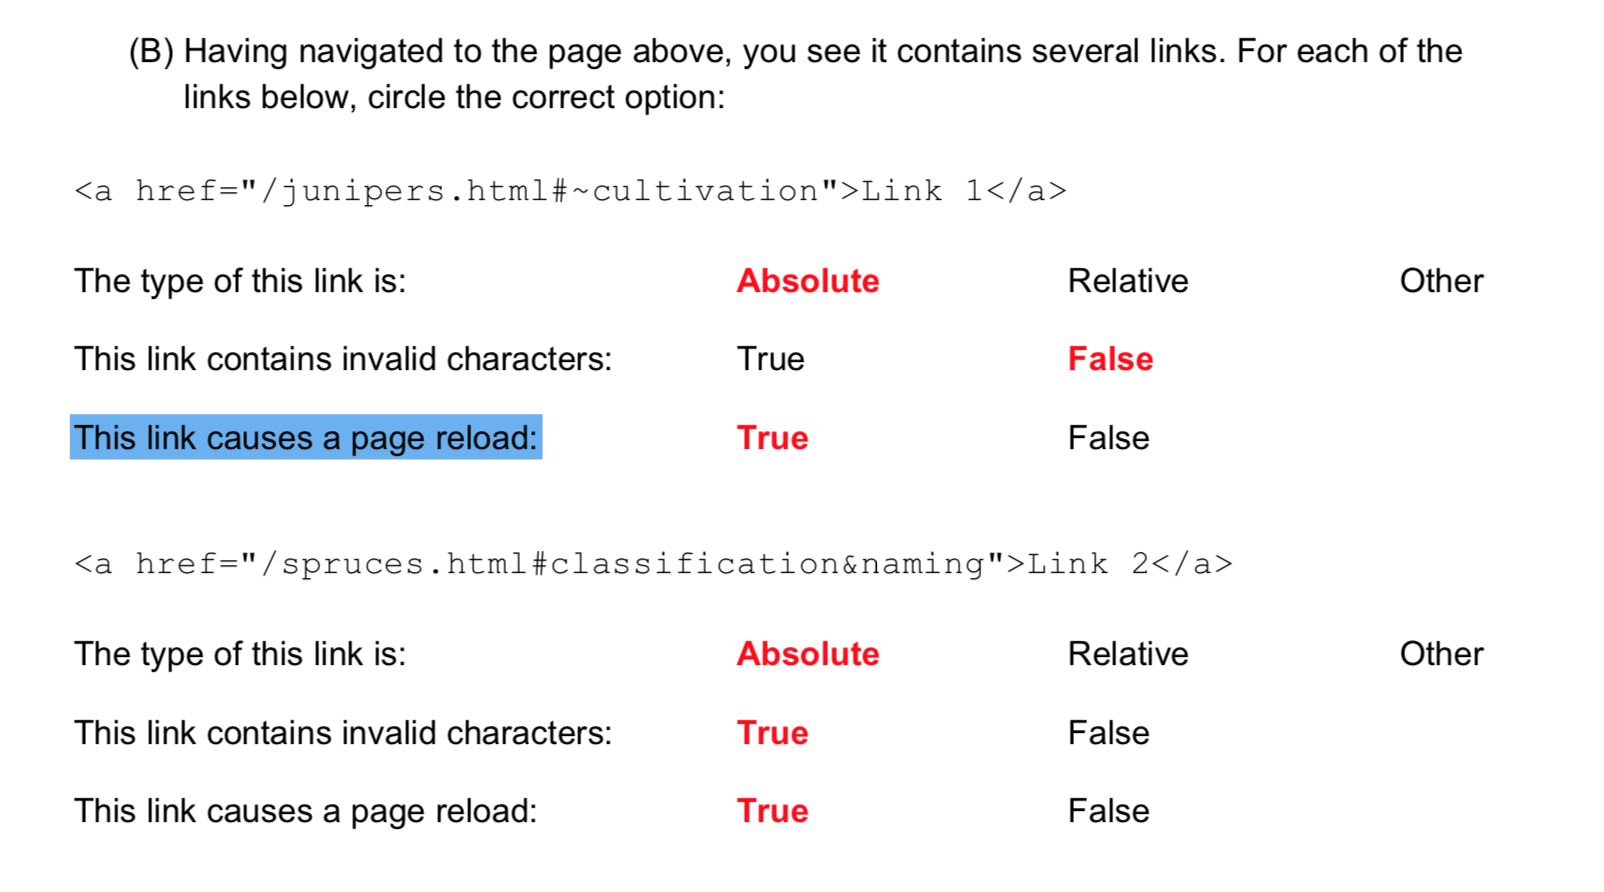 (B) Having navigated to the page above, you see it contains several links. For each of the
links below, circle the correct option:
<a href="/junipers.html#~cultivation">Link 1</a>
The type of this link is: Absolute Relative Other
This link contains invalid characters: True False
This link causes a page reload: True False
<a href="/spruces.html#classification&naming">Link 2</a>
The type of this link is: Absolute Relative Other
This link contains invalid characters: True False
This link causes a page reload: True False